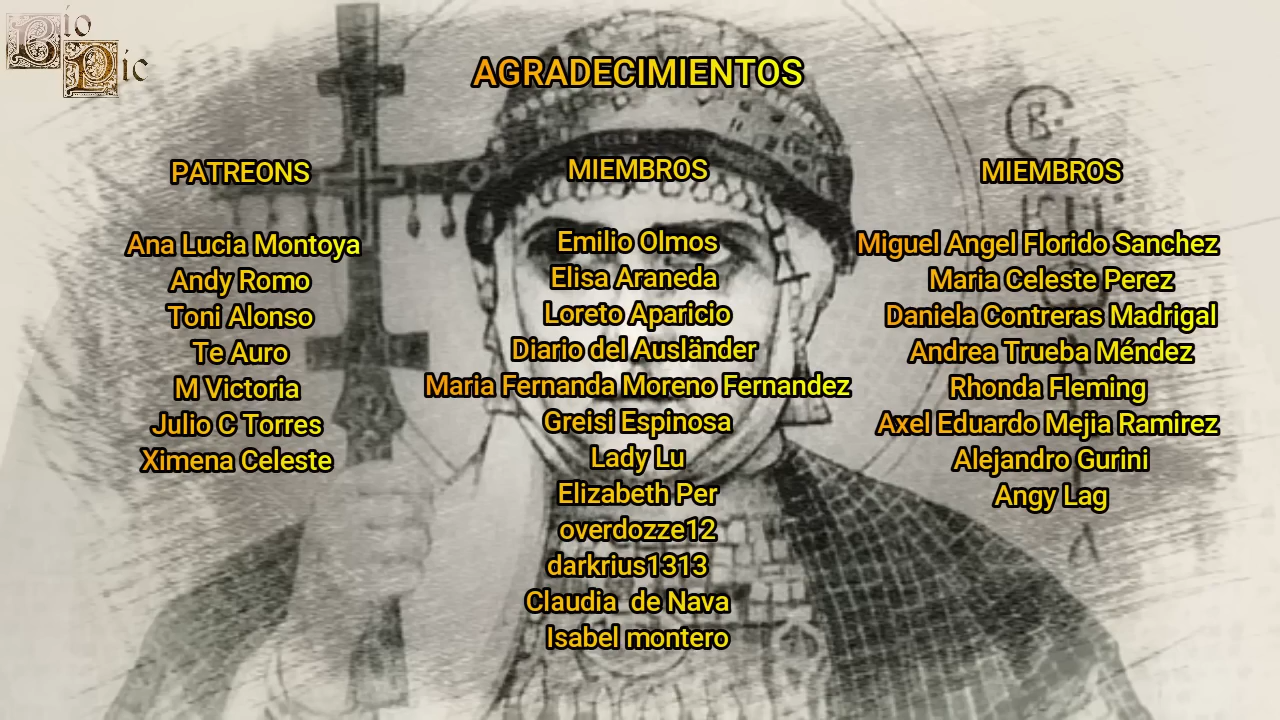 Bio
Pic
AGRADECIMIENTOS
PATREONS
Ana Lucia Montoya
Andy Romo
Toni Alonso
Te Auro
M Victoria
Julio C Torres
Ximena Celeste
MIEMBROS
Emilio Olmos
Elisa Araneda
Loreto Aparicio
Diario del Ausländer
Maria Fernanda Moreno Fernandez
Greisi Espinosa
Lady Lu
Elizabeth Per
overdozze12
darkrius1313
Claudia  de Nava
Isabel montero
MIEMBROS
Miguel Angel Florido Sanchez
Maria Celeste Perez
Daniela Contreras Madrigal
Andrea Trueba Méndez
Rhonda Fleming
Axel Eduardo Mejia Ramirez
Alejandro Gurini
Angy Lag